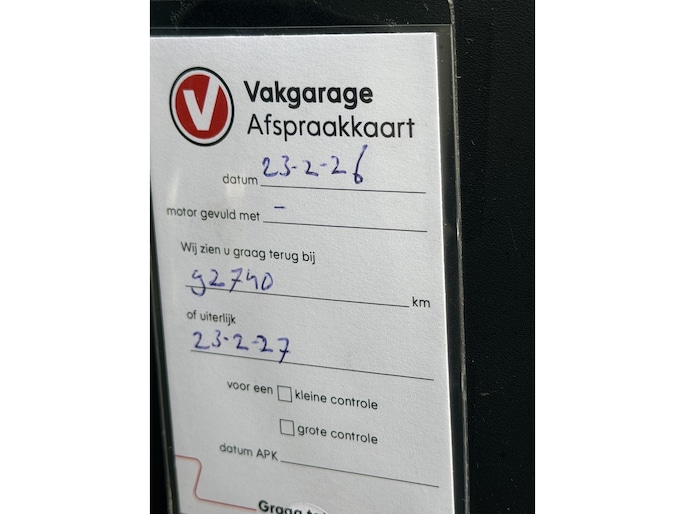 V
Vakgarage
Afspraakkaart
datum 23-2-26
motor gevuld met -
Wij zien u graag terug bij
92740 km
of uiterlijk
23-2-27
voor een kleine controle
grote controle
datum APK
Graag